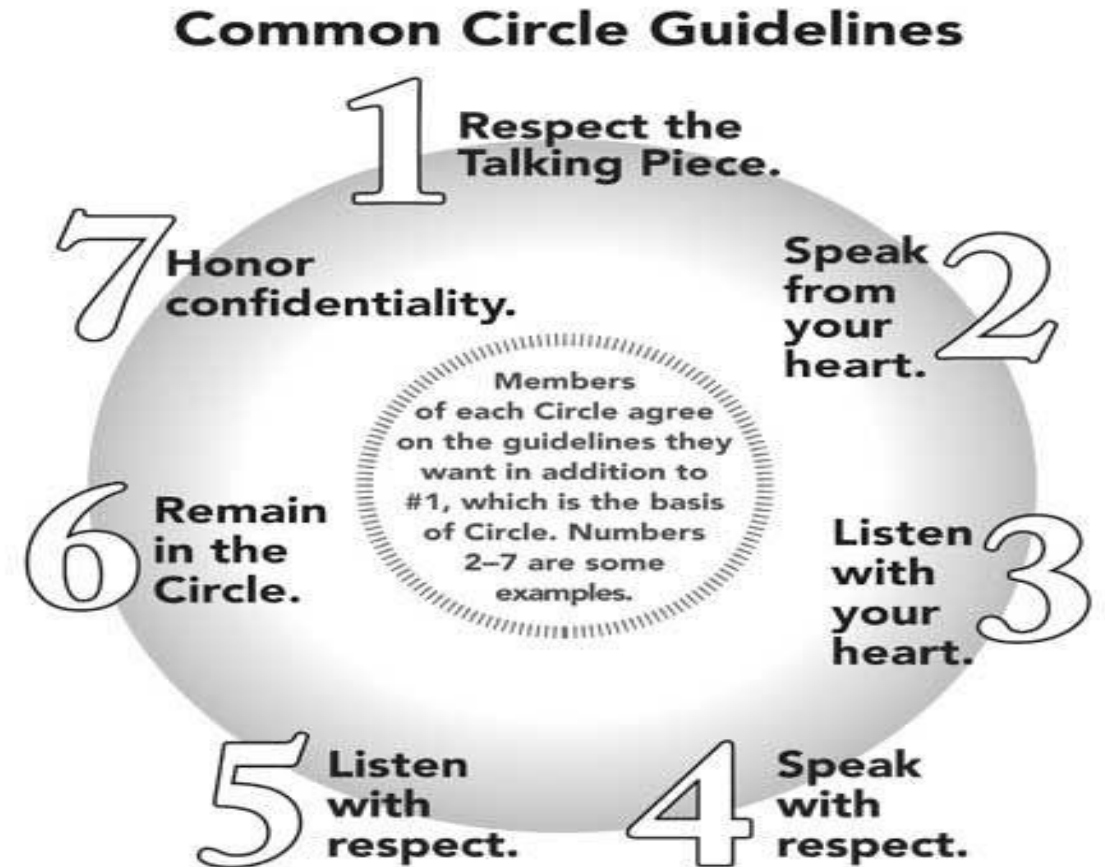 Common Circle Guidelines
1
Respect the
Talking Piece.
2
Speak
from
your
heart.
3
Listen
with
your
heart.
4
Speak
with
respect.
5
Listen
with
respect.
6
Remain
in the
Circle.
7
Honor
confidentiality.
Members
of each Circle agree
on the guidelines they
want in addition to
#1, which is the basis
of Circle. Numbers
2–7 are some
examples.